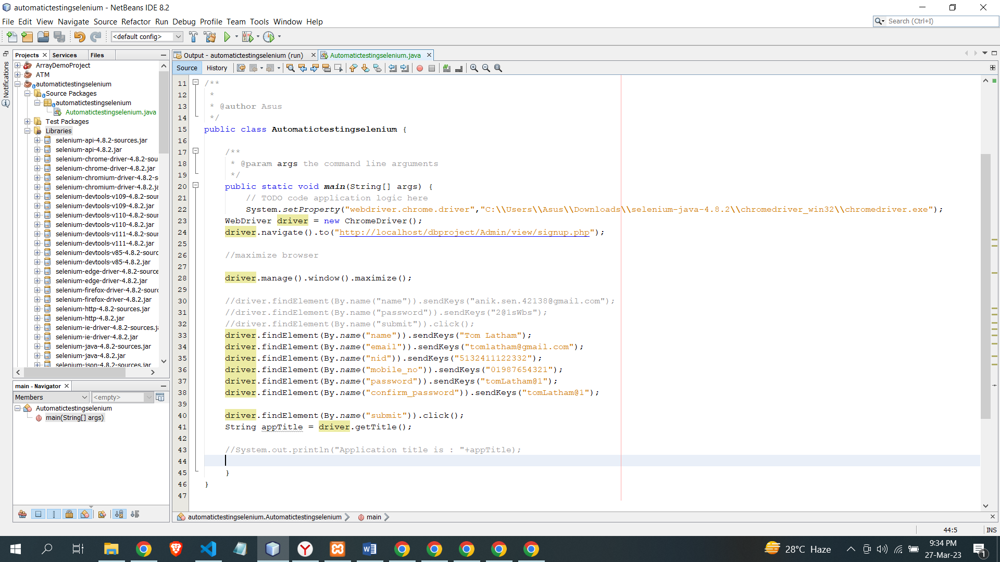 automatictestingselenium - NetBeans IDE 8.2
File Edit View Navigate Source Refactor Run Debug Profile Team Tools Window Help
Search (Ctrl+I)
<default config>
Projects Services Files
Output - automatictestingselenium (run) Automatictestingselenium.java
Source History
Notifications
ArrayDemoProject
ATM
automatictestingselenium
Source Packages
automatictestingselenium
Automatictestingselenium.java
Test Packages
Libraries
selenium-api-4.8.2-sources.jar
selenium-api-4.8.2.jar
selenium-chrome-driver-4.8.2-sou
selenium-chrome-driver-4.8.2.jar
selenium-chromium-driver-4.8.2-s
selenium-chromium-driver-4.8.2.ja
selenium-devtools-v109-4.8.2-sour
selenium-devtools-v109-4.8.2.jar
selenium-devtools-v110-4.8.2-sour
selenium-devtools-v110-4.8.2.jar
selenium-devtools-v111-4.8.2-sour
selenium-devtools-v111-4.8.2.jar
selenium-devtools-v85-4.8.2-sourc
selenium-devtools-v85-4.8.2.jar
selenium-edge-driver-4.8.2-source
selenium-edge-driver-4.8.2.jar
selenium-firefox-driver-4.8.2-sourc
selenium-firefox-driver-4.8.2.jar
selenium-http-4.8.2-sources.jar
selenium-http-4.8.2.jar
selenium-ie-driver-4.8.2-sources.ja
selenium-ie-driver-4.8.2.jar
selenium-java-4.8.2-sources.jar
selenium-java-4.8.2.jar
selenium-json-4.8.2-sources.jar
main - Navigator
Members <empty>
Automatictestingselenium
main(String[] args)
11 /**
12 *
13 * @author Asus
14 */
15 public class Automatictestingselenium {
16
17 /**
18 * @param args the command line arguments
19 */
20 public static void main(String[] args) {
21 // TODO code application logic here
22 System.setProperty("webdriver.chrome.driver","C:\\Users\\Asus\\Downloads\\selenium-java-4.8.2\\chromedriver_win32\\chromedriver.exe");
23 WebDriver driver = new ChromeDriver();
24 driver.navigate().to("http://localhost/dbproject/Admin/view/signup.php");
25
26 //maximize browser
27
28 driver.manage().window().maximize();
29
30 //driver.findElement(By.name("name")).sendKeys("anik.sen.42138@gmail.com");
31 //driver.findElement(By.name("password")).sendKeys("2@1sWbs");
32 //driver.findElement(By.name("submit")).click();
33 driver.findElement(By.name("name")).sendKeys("Tom Latham");
34 driver.findElement(By.name("email")).sendKeys("tomlatham@gmail.com");
35 driver.findElement(By.name("nid")).sendKeys("5132411122332");
36 driver.findElement(By.name("mobile_no")).sendKeys("01987654321");
37 driver.findElement(By.name("password")).sendKeys("tomLatham@1");
38 driver.findElement(By.name("confirm_password")).sendKeys("tomLatham@1");
39
40 driver.findElement(By.name("submit")).click();
41 String appTitle = driver.getTitle();
42
43 //System.out.println("Application title is : "+appTitle);
44
45 }
46 }
47
automatictestingselenium.Automatictestingselenium main
44:5 INS
28°C Haze
9:34 PM
27-Mar-23
1